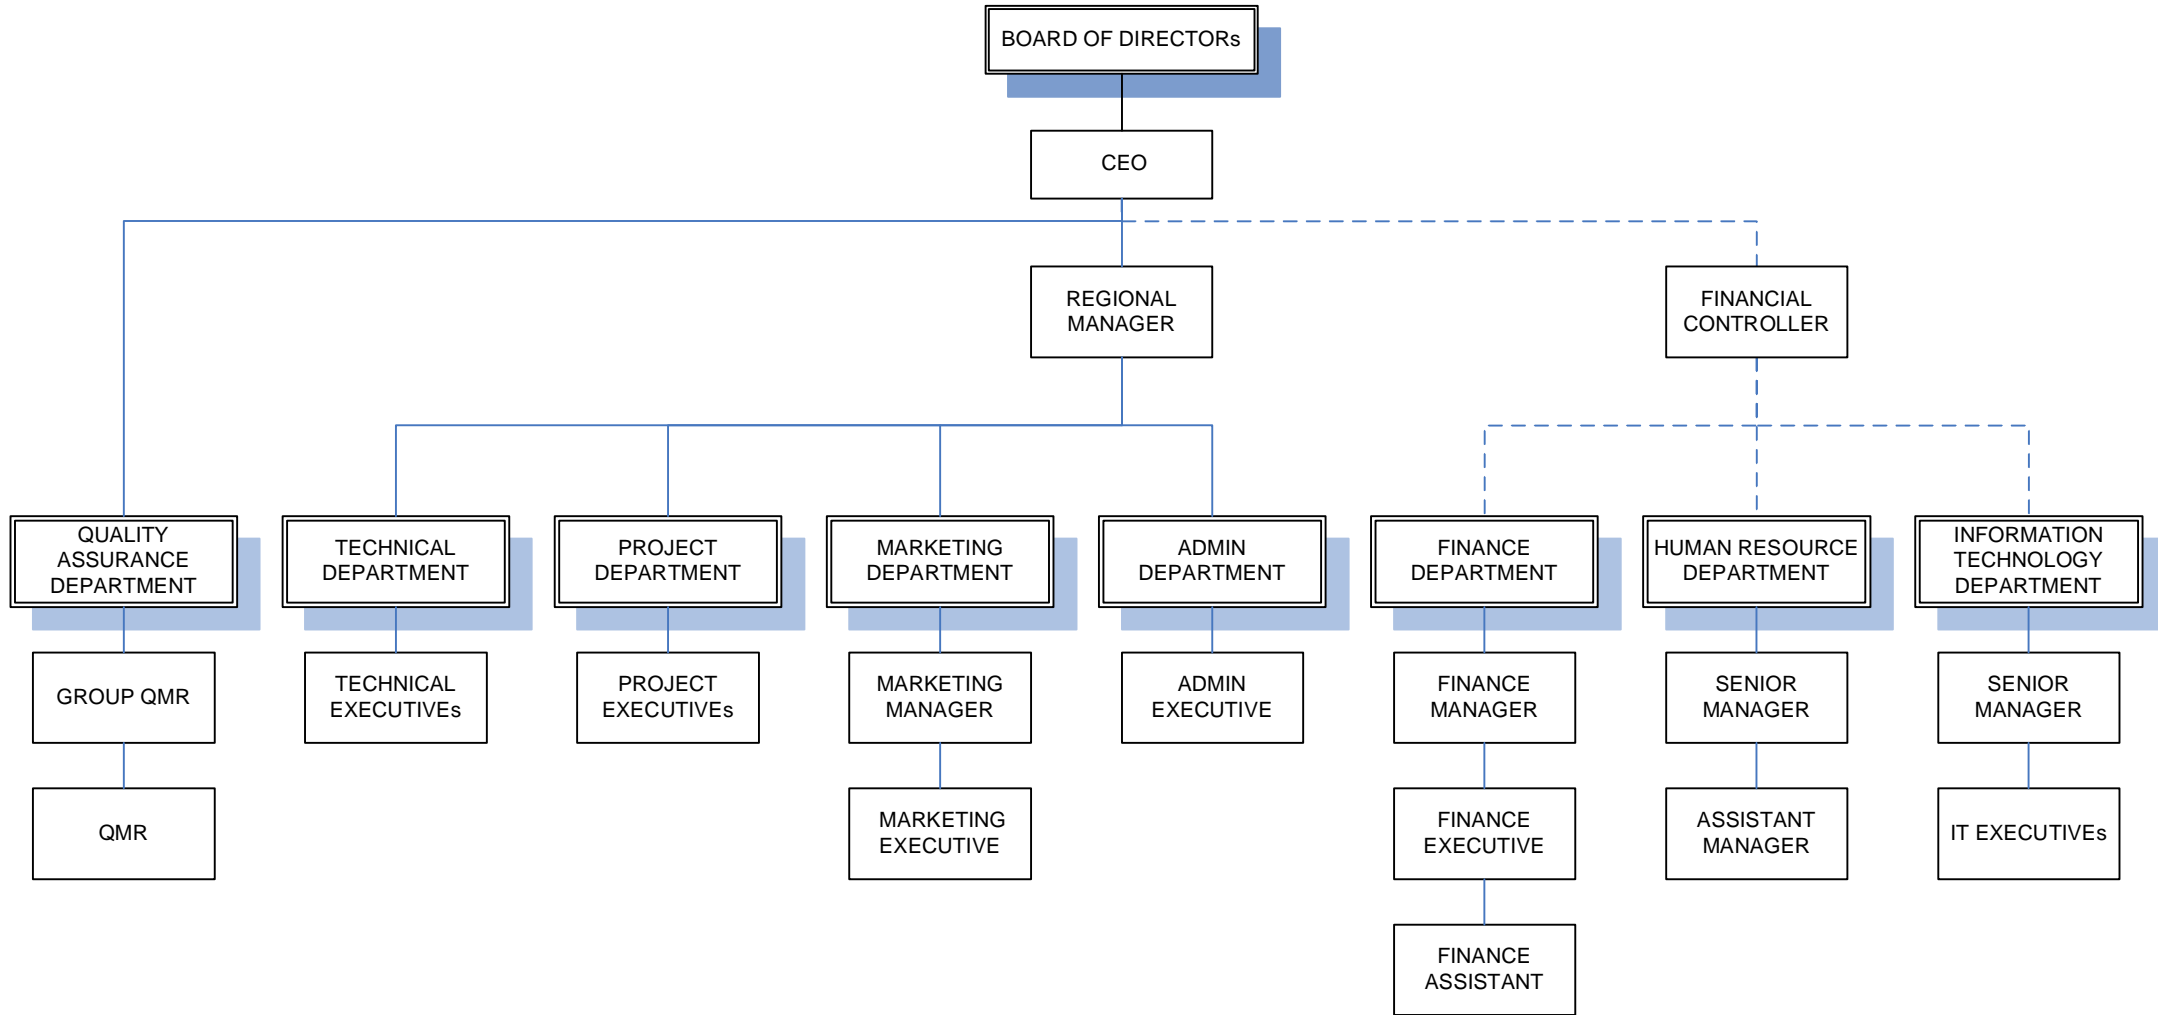 BOARD OF DIRECTORs
CEO
REGIONAL
MANAGER
FINANCIAL
CONTROLLER
QUALITY
ASSURANCE
DEPARTMENT
TECHNICAL
DEPARTMENT
PROJECT
DEPARTMENT
MARKETING
DEPARTMENT
ADMIN
DEPARTMENT
FINANCE
DEPARTMENT
HUMAN RESOURCE
DEPARTMENT
INFORMATION
TECHNOLOGY
DEPARTMENT
GROUP QMR
TECHNICAL
EXECUTIVEs
PROJECT
EXECUTIVEs
MARKETING
MANAGER
ADMIN
EXECUTIVE
FINANCE
MANAGER
SENIOR
MANAGER
SENIOR
MANAGER
QMR
MARKETING
EXECUTIVE
FINANCE
EXECUTIVE
ASSISTANT
MANAGER
IT EXECUTIVEs
FINANCE
ASSISTANT